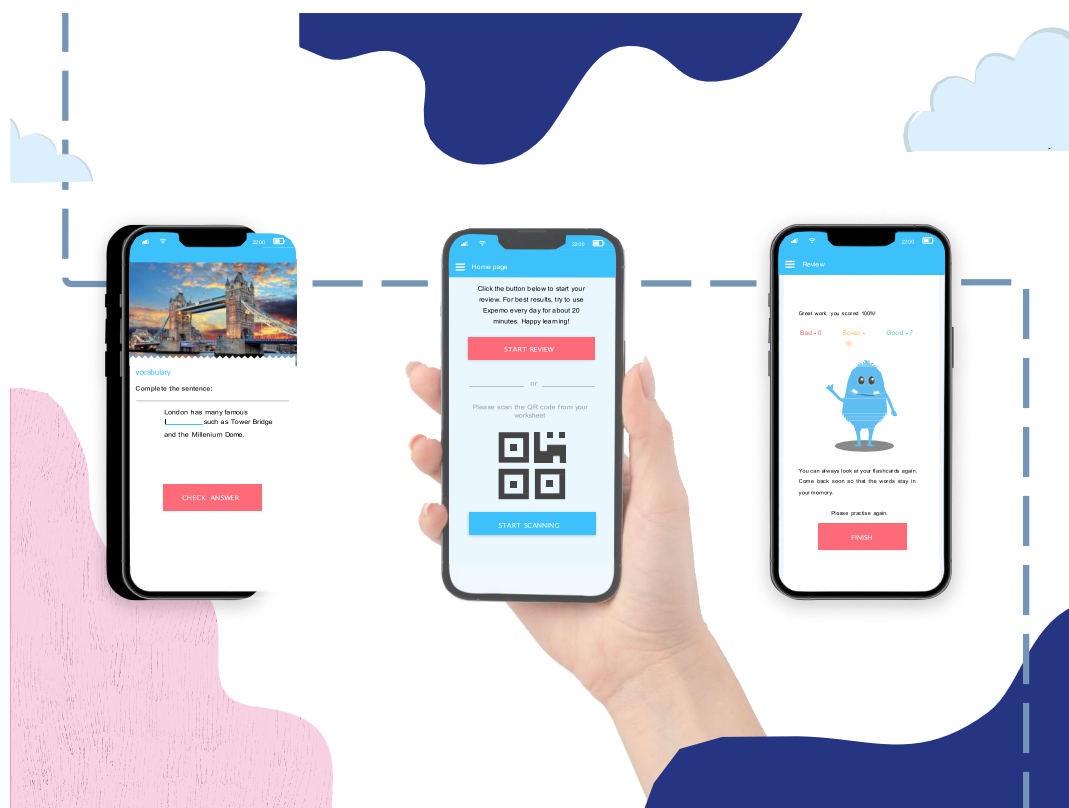 22:00
vocabulary
Complete the sentence:
London has many famous
l________such as Tower Bridge
and the Millenium Dome.
CHECK ANSWER
22:00
Home page
Click the button below to start your
review. For best results, try to use
Expemo every day for about 20
minutes. Happy learning!
START REVIEW
or
Please scan the QR code from your
worksheet
START SCANNING
22:00
Review
Great work, you scored 100%!
Bad - 0 So-so - Good - 7
18
You can always look at your flashcards again.
Come back soon so that the words stay in
your memory.
Please practise again.
FINISH